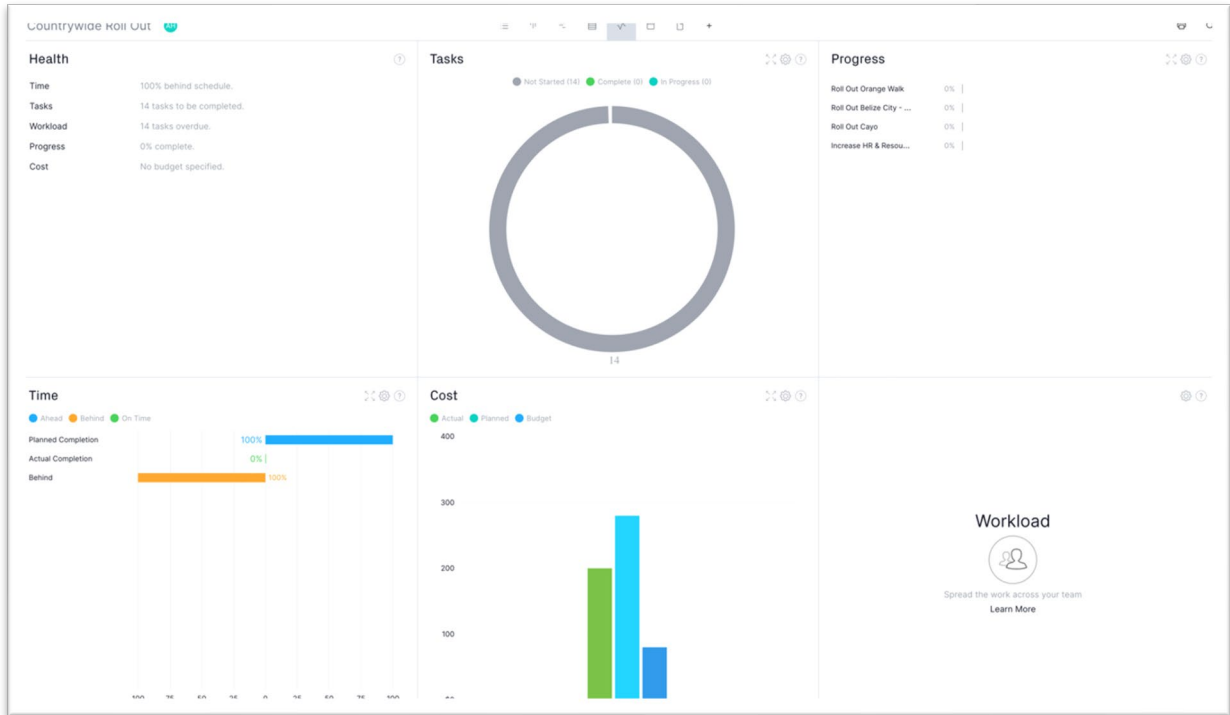 Countrywide Roll Out AH
Health
Time 100% behind schedule.
Tasks 14 tasks to be completed.
Workload 14 tasks overdue.
Progress 0% complete.
Cost No budget specified.
Tasks
Not Started (14) Complete (0) In Progress (0)
14
Progress
Roll Out Orange Walk 0%
Roll Out Belize City - ... 0%
Roll Out Cayo 0%
Increase HR & Resou... 0%
Time
Ahead Behind On Time
Planned Completion 100%
Actual Completion 0%
Behind 100%
100 75 50 25 0 25 50 75 100
Cost
Actual Planned Budget
400
300
200
100
Workload
Spread the work across your team
Learn More